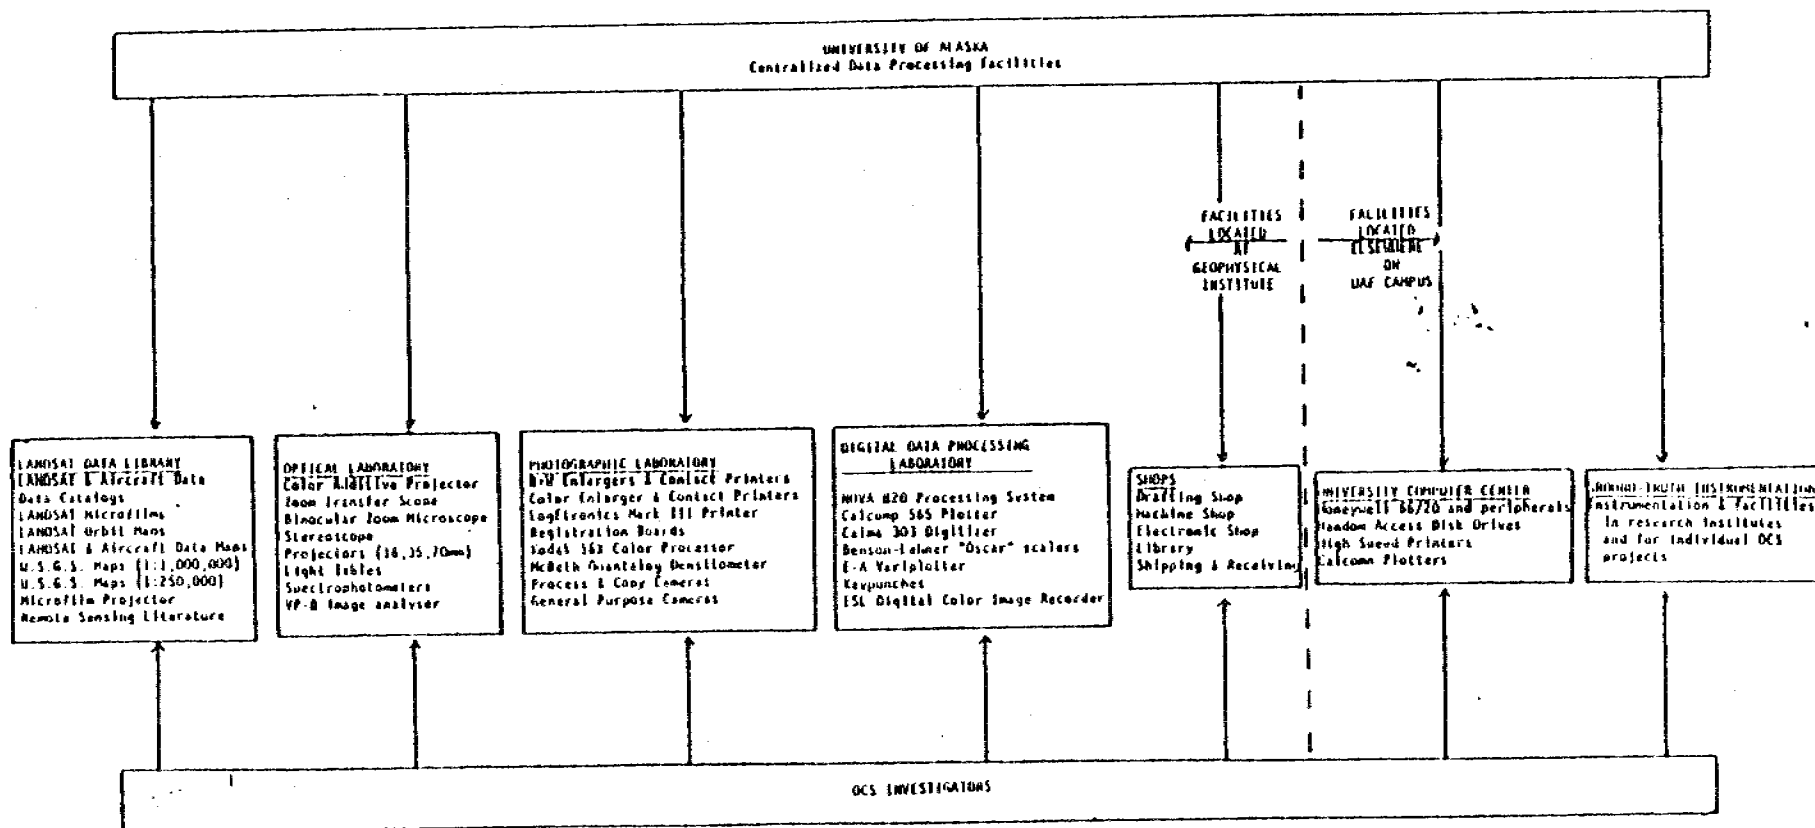 UNIVERSITY OF ALASKA
Centralized Data Processing Facilities
FACILITIES
LOCATED
AT
GEOPHYSICAL
INSTITUTE
FACILITIES
LOCATED
ELSEWHERE
ON
UAF CAMPUS
LANDSAT DATA LIBRARY
LANDSAT & Aircraft Data
Data Catalogs
LANDSAT Microfilms
LANDSAT Orbit Maps
LANDSAT & Aircraft Data Maps
U.S.G.S. Maps (1:1,000,000)
U.S.G.S. Maps (1:250,000)
Microfilm Projector
Remote Sensing Literature
OPTICAL LABORATORY
Color Additive Projector
Zoom Transfer Scope
Binocular Zoom Microscope
Stereoscope
Projectors (16,35,70mm)
Light Tables
Spectrophotometers
VP-8 Image analyser
PHOTOGRAPHIC LABORATORY
B/W Enlargers & Contact Printers
Color Enlarger & Contact Printers
LogEtronics Mark III Printer
Registration Boards
Kodak Color Processor
McBeth Densitometer
Process & Copy Cameras
General Purpose Cameras
DIGITAL DATA PROCESSING
LABORATORY
NOVA 820 Processing System
Calcomp 565 Plotter
Calma 303 Digitizer
Benson-Lehner "Oscar" scalers
E-A Variplotter
Keypunches
ESL Digital Color Image Recorder
SHOPS
Drafting Shop
Machine Shop
Electronic Shop
Library
Shipping & Receiving
UNIVERSITY COMPUTER CENTER
Honeywell 66/20 and peripherals
Random Access Disk Drives
High Speed Printers
Calcomp Plotters
GROUND-TRUTH INSTRUMENTATION
Instrumentation & facilities
in research institutes
and for individual OCS
projects
OCS INVESTIGATORS